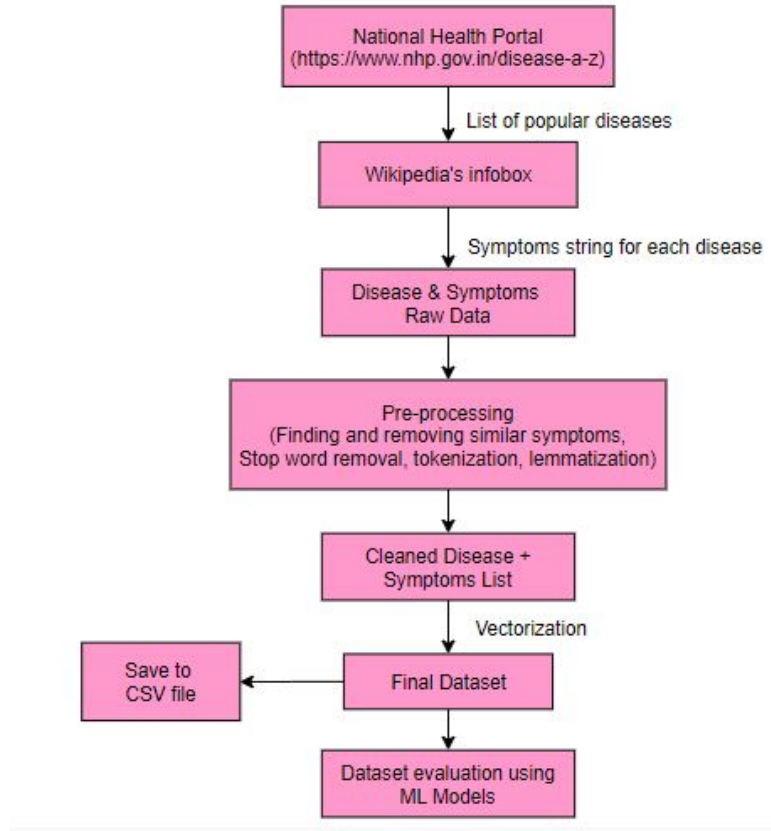 National Health Portal
(https://www.nhp.gov.in/disease-a-z)
List of popular diseases
Wikipedia's infobox
Symptoms string for each disease
Disease & Symptoms
Raw Data
Pre-processing
(Finding and removing similar symptoms,
Stop word removal, tokenization, lemmatization)
Cleaned Disease +
Symptoms List
Vectorization
Save to
CSV file
Final Dataset
Dataset evaluation using
ML Models